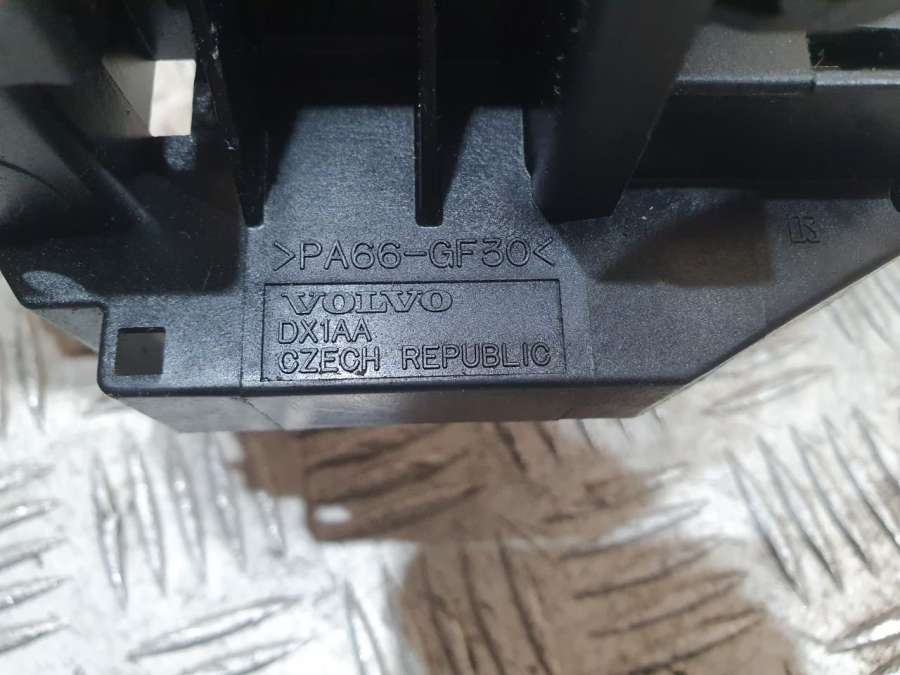 >PA66-GF30<
VOLVO
DX1AA
CZECH REPUBLIC